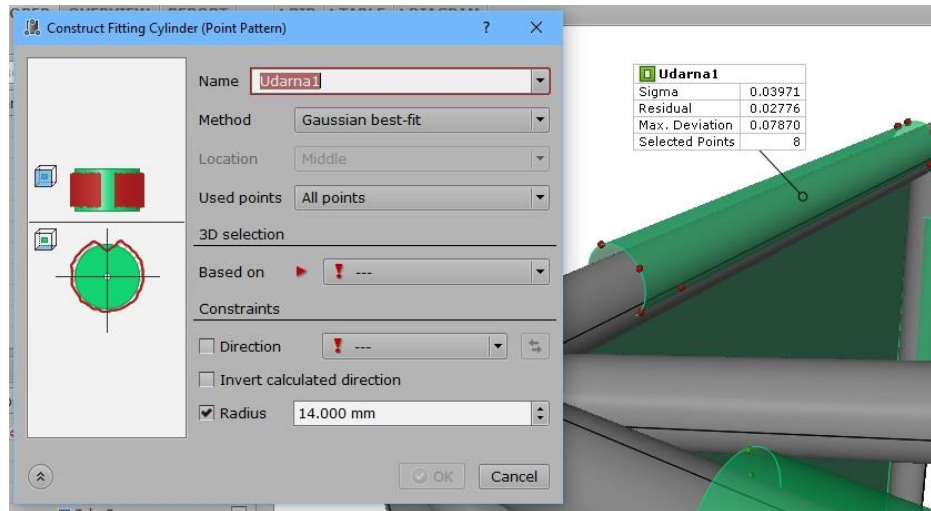 Construct Fitting Cylinder (Point Pattern)
?
Name Udarna1
Method Gaussian best-fit
Location Middle
Used points All points
3D selection
Based on ! ---
Constraints
Direction ! ---
Invert calculated direction
Radius 14.000 mm
OK Cancel
Udarna1
Sigma 0.03971
Residual 0.02776
Max. Deviation 0.07870
Selected Points 8